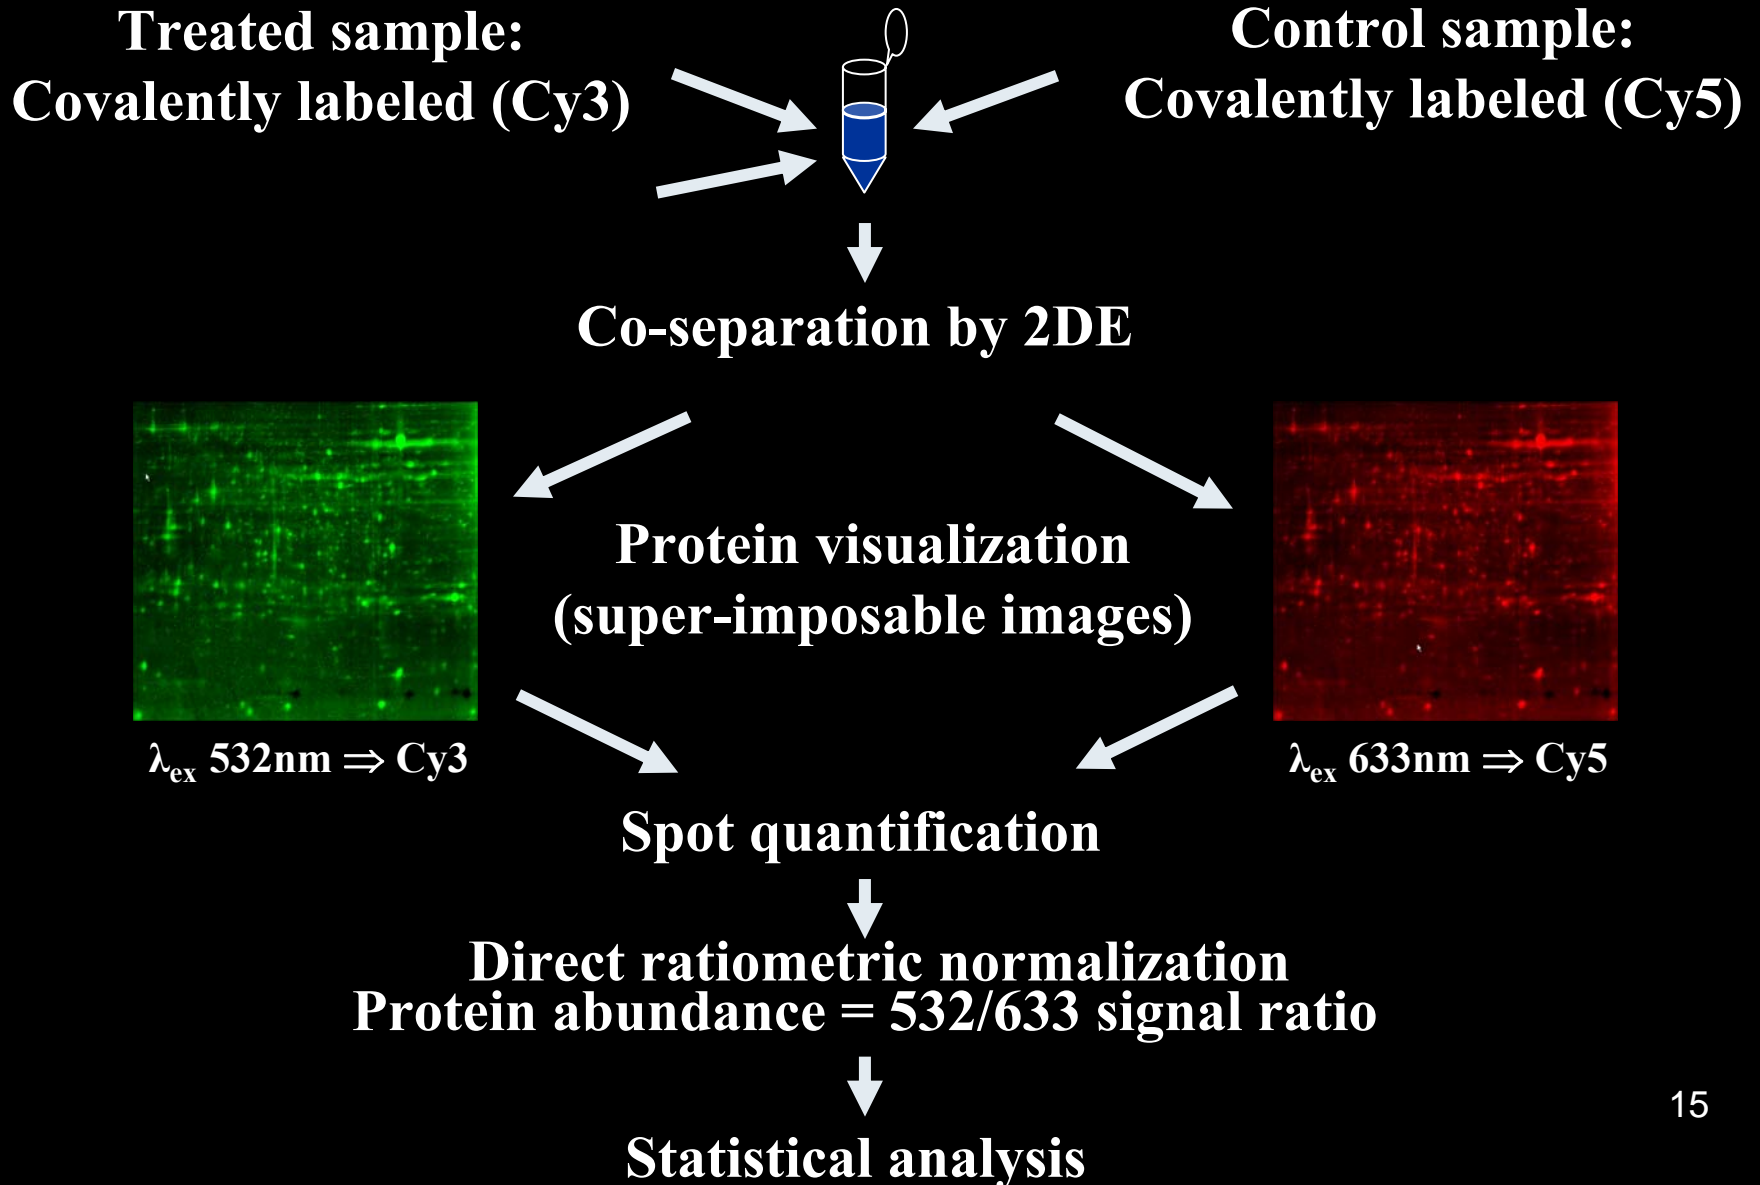 Treated sample:
Covalently labeled (Cy3)
Control sample:
Covalently labeled (Cy5)
Co-separation by 2DE
Protein visualization
(super-imposable images)
λex 532nm ⇒ Cy3
λex 633nm ⇒ Cy5
Spot quantification
Direct ratiometric normalization
Protein abundance = 532/633 signal ratio
Statistical analysis
15